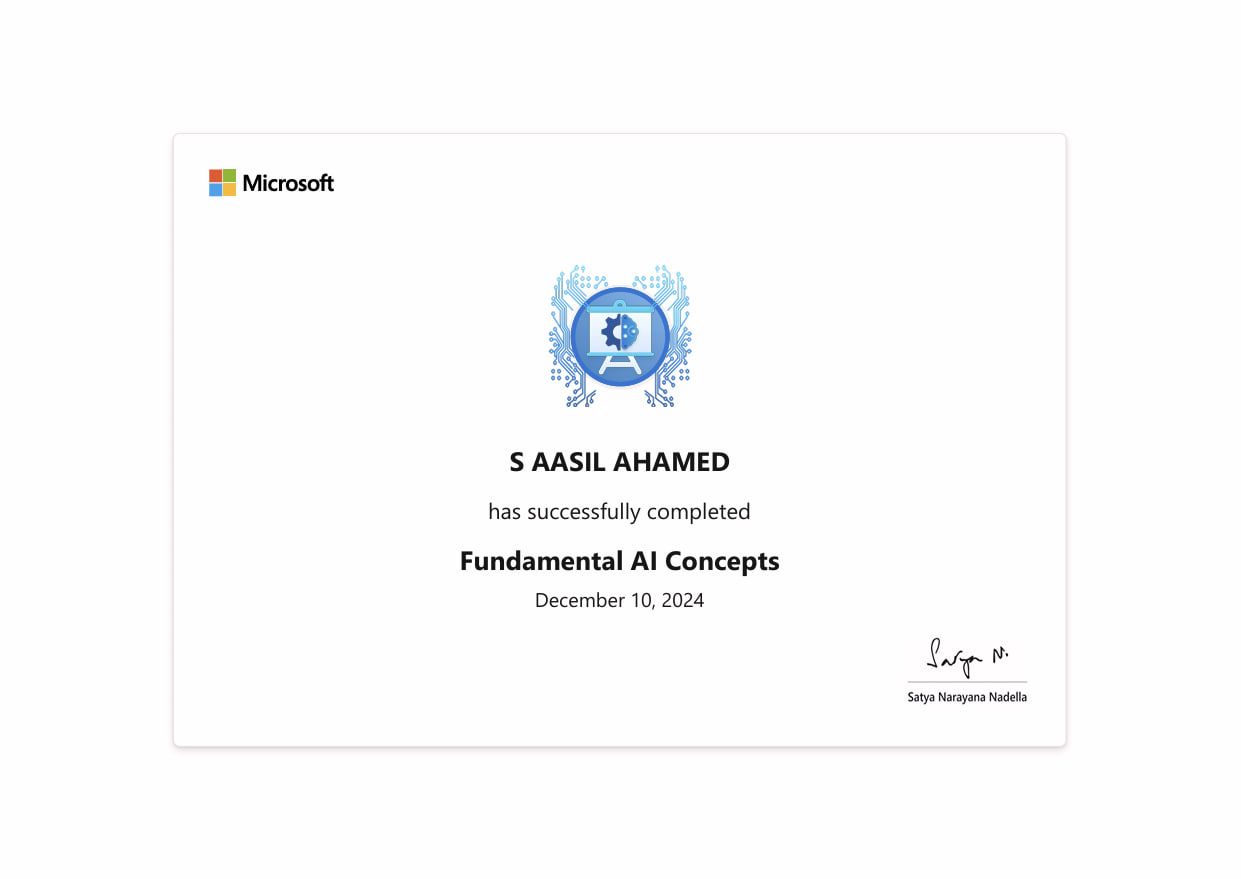 Microsoft
S AASIL AHAMED
has successfully completed
Fundamental AI Concepts
December 10, 2024
Satya N.
Satya Narayana Nadella